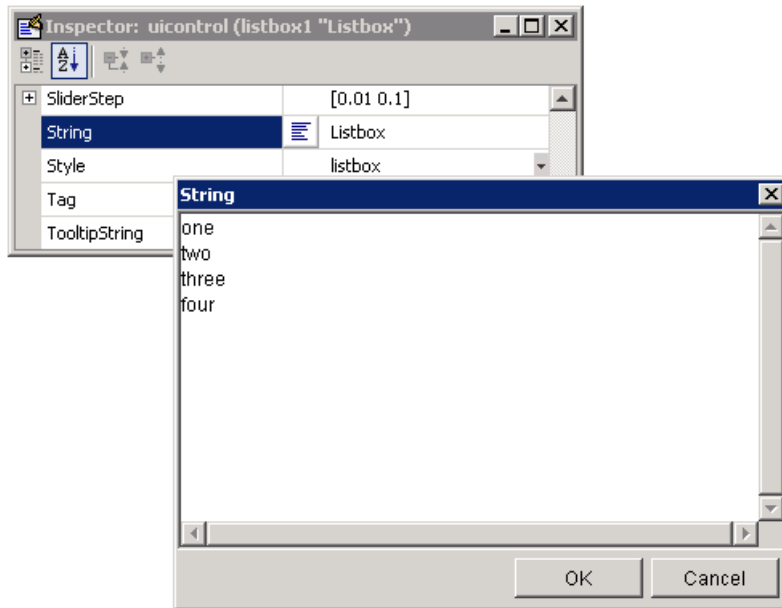 Inspector: uicontrol (listbox1 "Listbox")
SliderStep [0.01 0.1]
String Listbox
Style listbox
Tag
TooltipString
String
one
two
three
four
OK Cancel